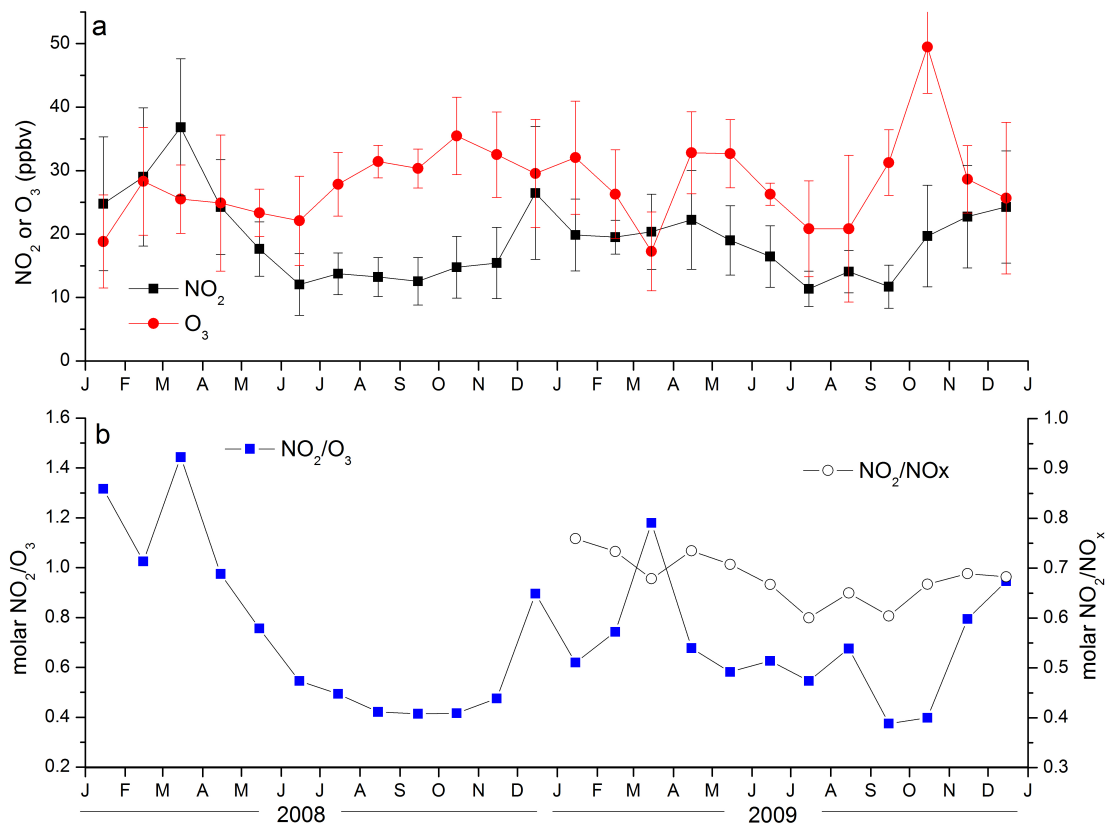 a
NO₂ or O₃ (ppbv)
50
40
30
20
10
0
NO₂
O₃
J F M A M J J A S O N D J F M A M J J A S O N D J
b
molar NO₂/O₃
1.6
1.4
1.2
1.0
0.8
0.6
0.4
0.2
NO₂/O₃
NO₂/NOx
1.0
0.9
0.8
0.7
0.6
0.5
0.4
0.3
molar NO₂/NOₓ
J F M A M J J A S O N D J F M A M J J A S O N D J
2008 2009